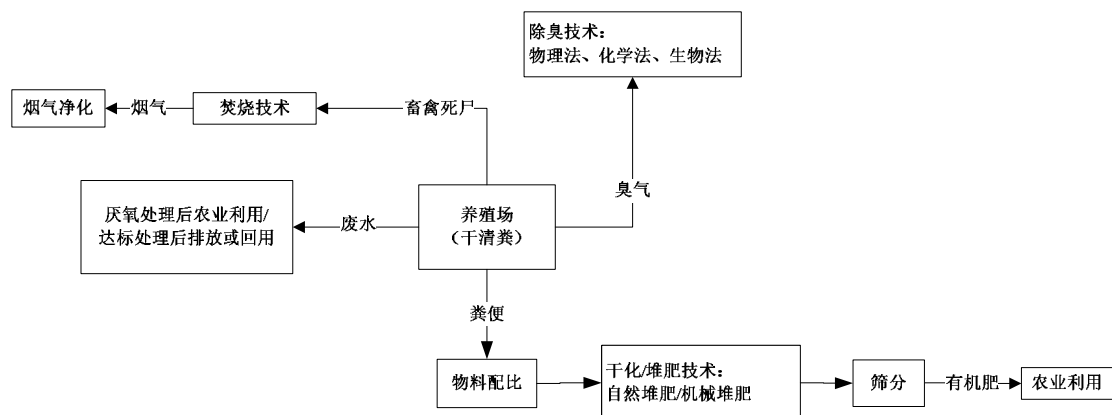 除臭技术：
物理法、化学法、生物法
烟气净化
烟气
焚烧技术
畜禽死尸
臭气
厌氧处理后农业利用/
达标处理后排放或回用
废水
养殖场
（干清粪）
粪便
物料配比
干化/堆肥技术：
自然堆肥/机械堆肥
筛分
有机肥
农业利用